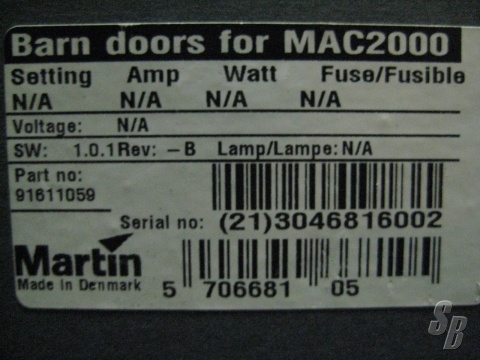 Barn doors for MAC2000
Setting Amp Watt Fuse/Fusible
N/A N/A N/A N/A
Voltage: N/A
SW: 1.0.1Rev: -B Lamp/Lampe: N/A
Part no:
91611059
Serial no: (21)3046816002
Martin
Made in Denmark
5 706681 05
SB